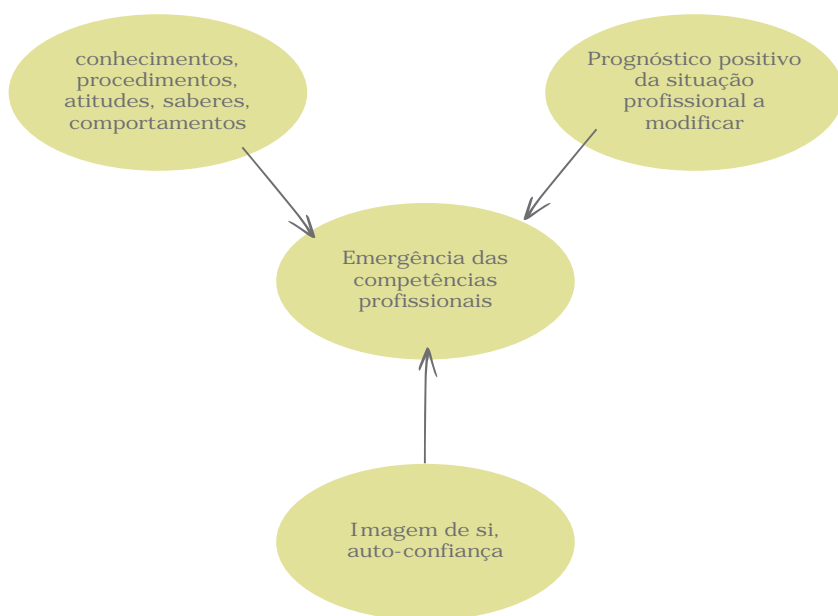 conhecimentos,
procedimentos,
atitudes, saberes,
comportamentos
Prognóstico positivo
da situação
profissional a
modificar
Emergência das
competências
profissionais
Imagem de si,
auto-confiança